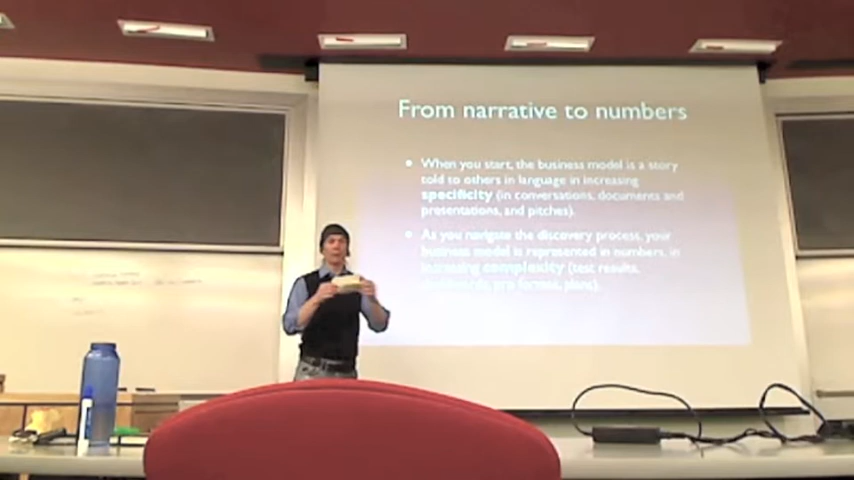 From narrative to numbers
• When you start, the business model is a story
told to others in language in increasing
specificity (in conversations, documents and
presentations, and pitches).
• As you navigate the discovery process, your
business model is represented in numbers, in
increasing complexity (test results,
pro formas, plans).